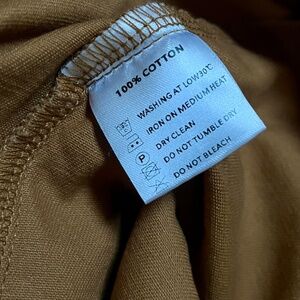 100% COTTON
WASHING AT LOW30℃
IRON ON MEDIUM HEAT
DRY CLEAN
DO NOT TUMBLE DRY
DO NOT BLEACH
P